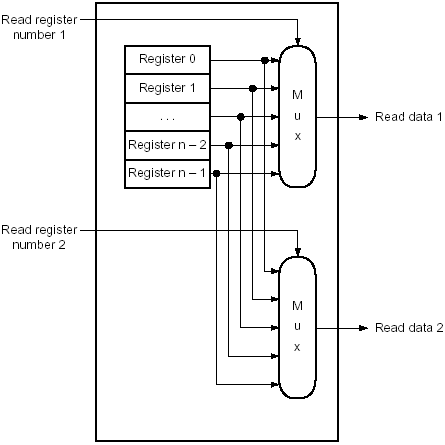 Read register
number 1
Register 0
Register 1
. . .
Register n – 2
Register n – 1
M
u
x
Read data 1
Read register
number 2
M
u
x
Read data 2